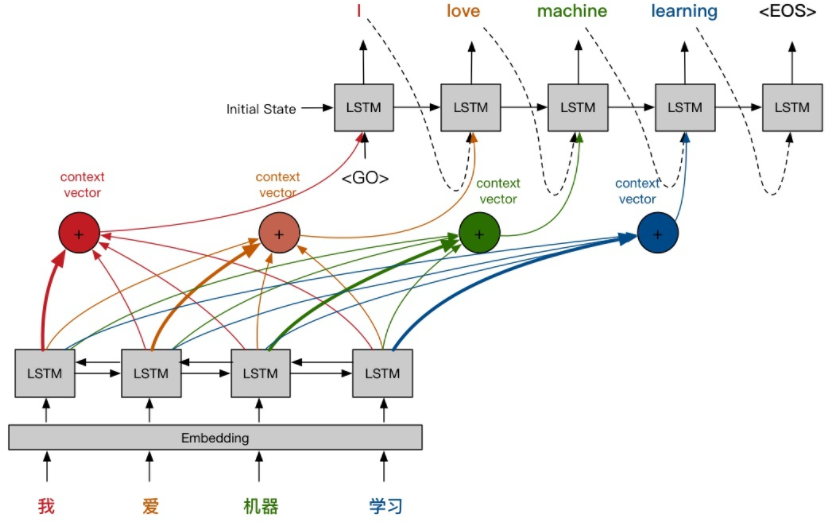 I love machine learning <EOS>
Initial State LSTM LSTM LSTM LSTM LSTM
<GO>
context vector context vector context vector context vector
+ + + +
LSTM LSTM LSTM LSTM
Embedding
我 爱 机器 学习